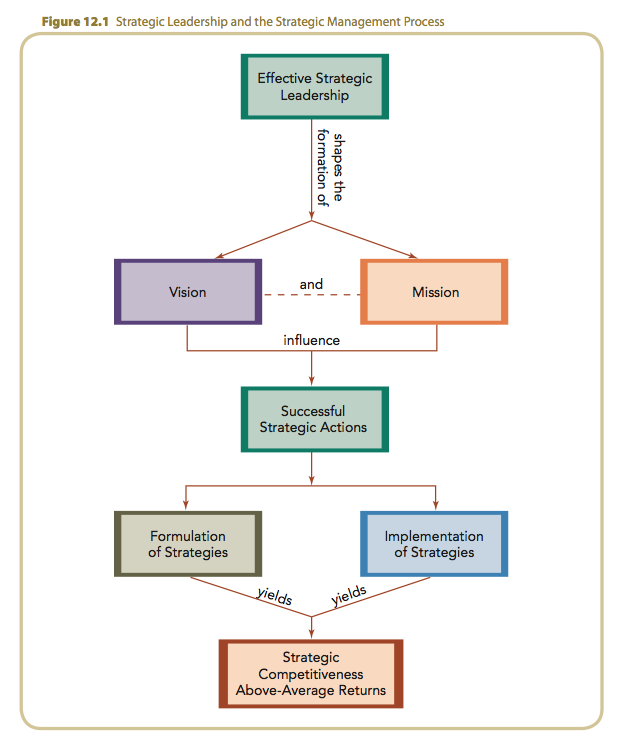 Figure 12.1 Strategic Leadership and the Strategic Management Process
Effective Strategic
Leadership
shapes the
formation of
Vision
and
Mission
influence
Successful
Strategic Actions
Formulation
of Strategies
Implementation
of Strategies
yields
yields
Strategic
Competitiveness
Above-Average Returns